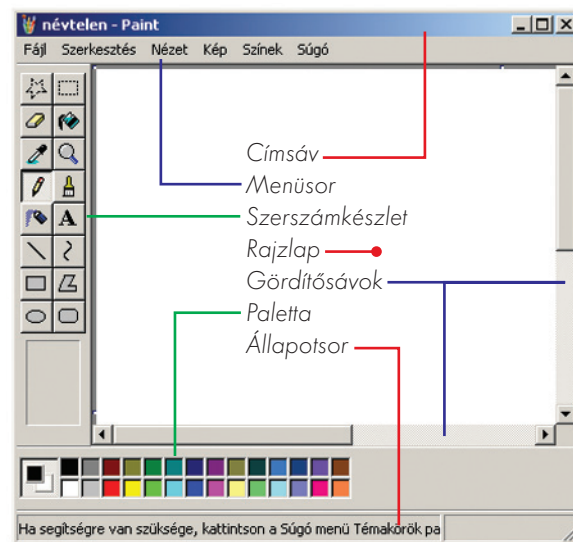 névtelen - Paint
Fájl Szerkesztés Nézet Kép Színek Súgó
A
Címsáv
Menüsor
Szerszámkészlet
Rajzlap
Gördítősávok
Paletta
Állapotsor
Ha segítségre van szüksége, kattintson a Súgó menü Témakörök pa